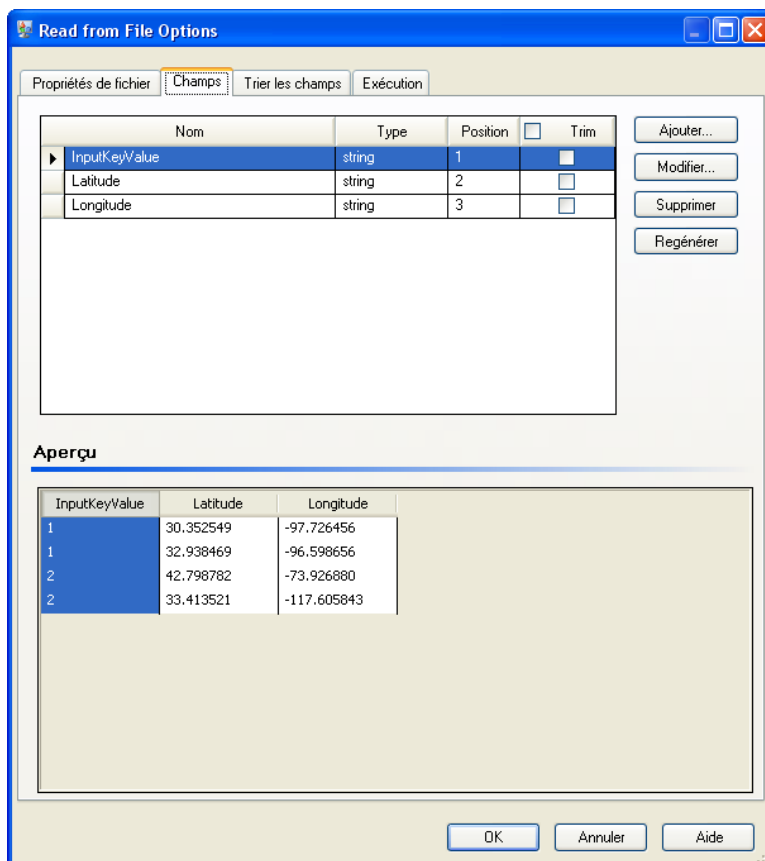 Read from File Options
Propriétés de fichier Champs Trier les champs Exécution
Nom Type Position Trim Ajouter...
InputKeyValue string 1 Modifier...
Latitude string 2
Longitude string 3 Supprimer
Regénérer
Aperçu
InputKeyValue Latitude Longitude
1 30.352549 -97.726456
1 32.938469 -96.598656
2 42.798782 -73.926880
2 33.413521 -117.605843
OK Annuler Aide